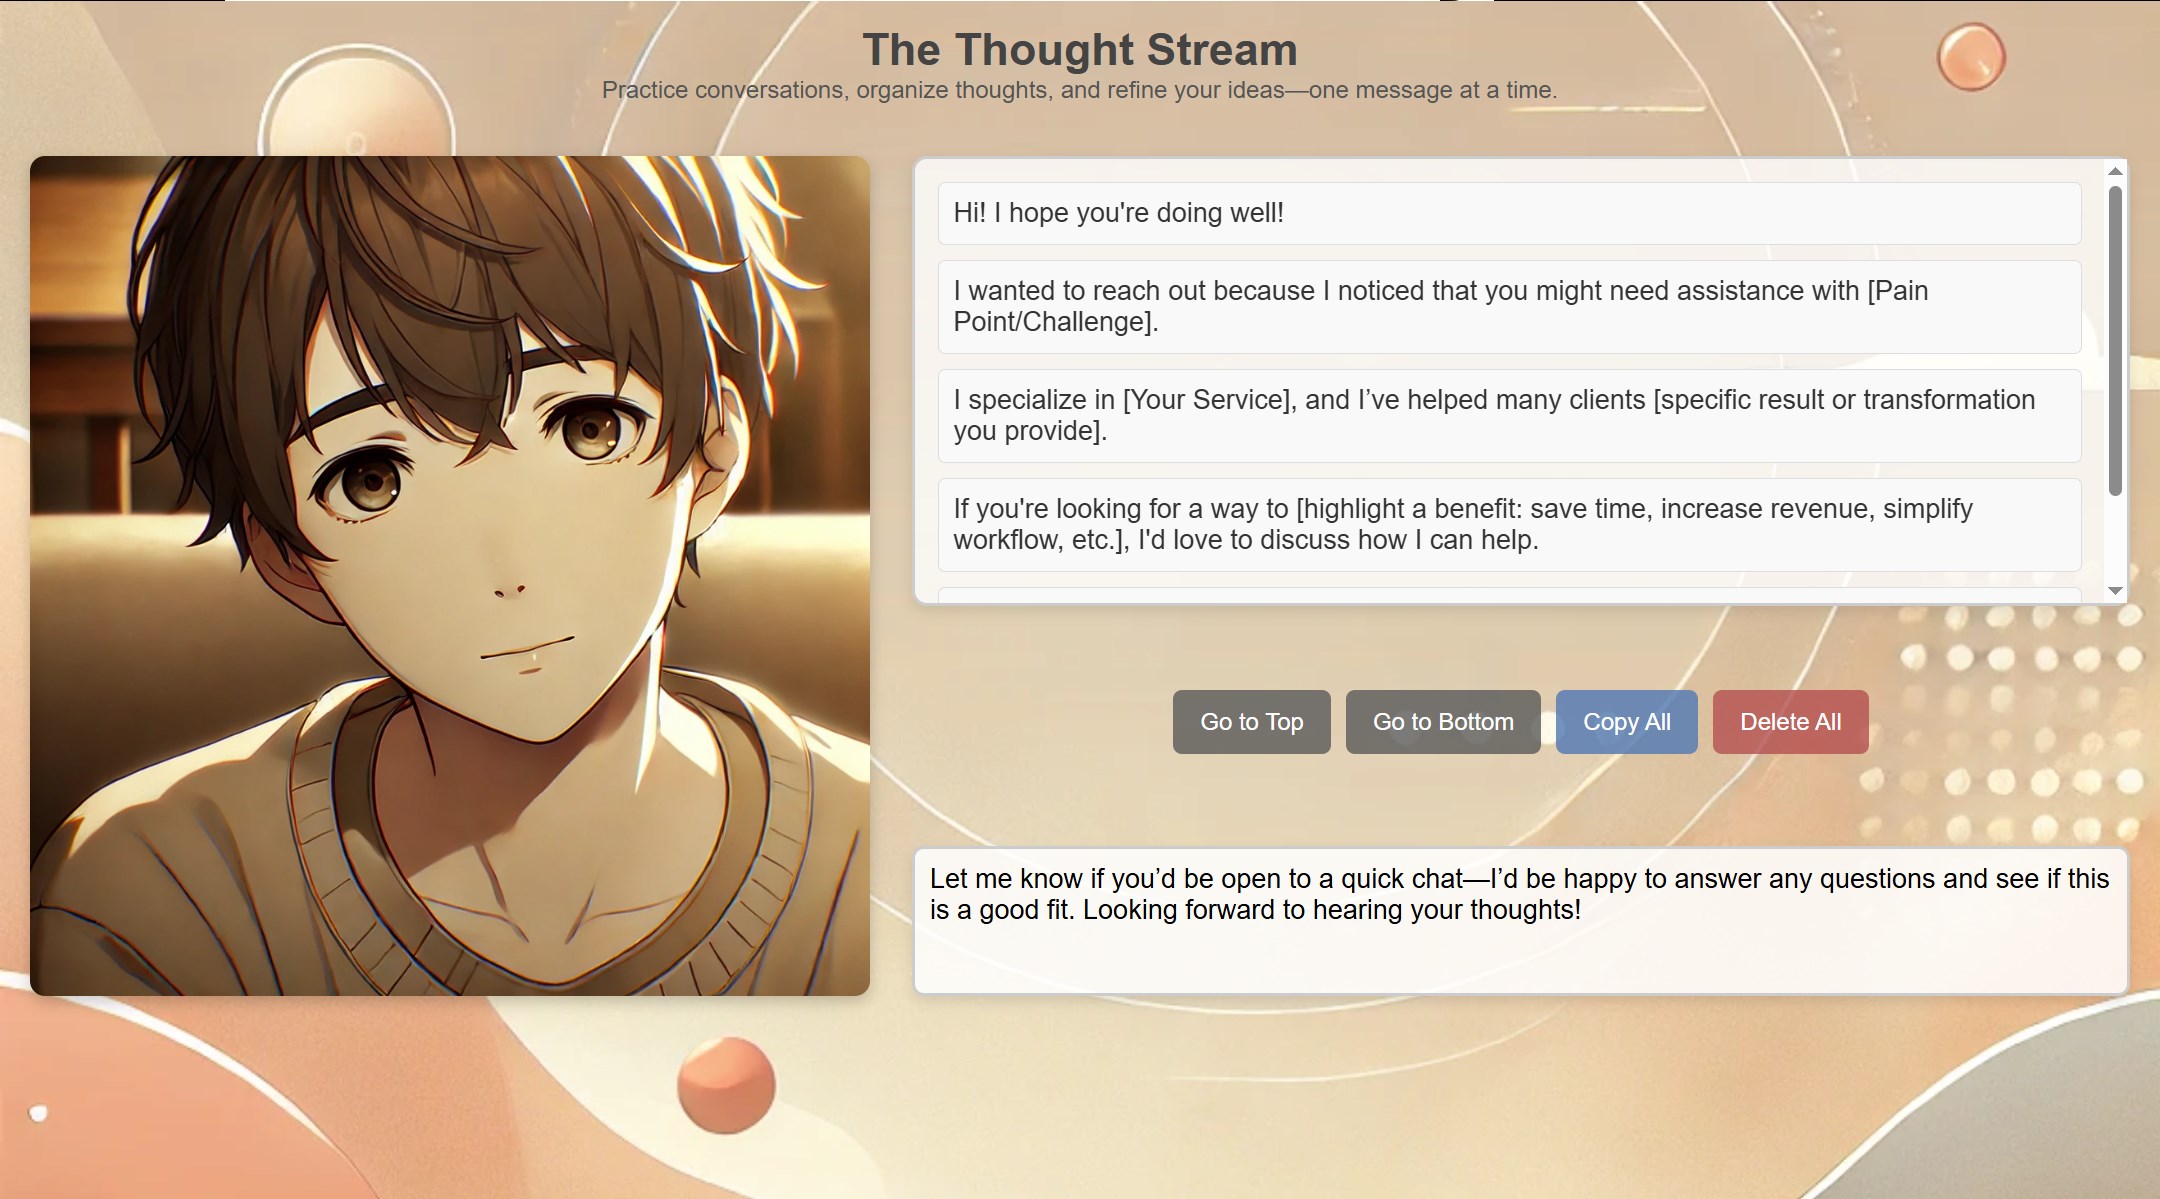 The Thought Stream
Practice conversations, organize thoughts, and refine your ideas—one message at a time.
Hi! I hope you're doing well!
I wanted to reach out because I noticed that you might need assistance with [Pain
Point/Challenge].
I specialize in [Your Service], and I’ve helped many clients [specific result or transformation
you provide].
If you're looking for a way to [highlight a benefit: save time, increase revenue, simplify
workflow, etc.], I'd love to discuss how I can help.
Go to Top
Go to Bottom
Copy All
Delete All
Let me know if you’d be open to a quick chat—I’d be happy to answer any questions and see if this
is a good fit. Looking forward to hearing your thoughts!